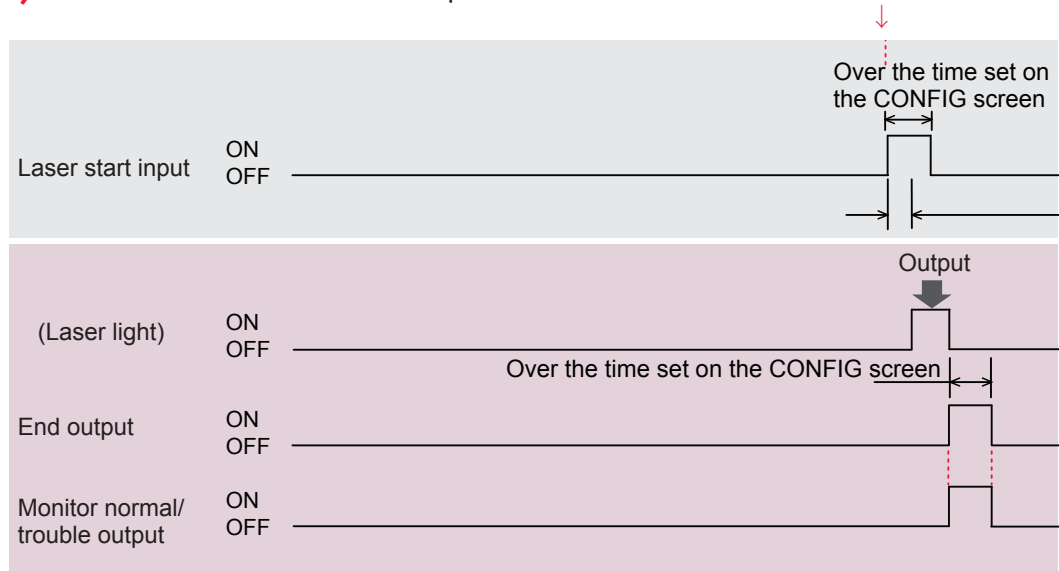 Over the time set on
the CONFIG screen
Laser start input
ON
OFF
Output
(Laser light)
ON
OFF
Over the time set on the CONFIG screen
End output
ON
OFF
Monitor normal/
trouble output
ON
OFF